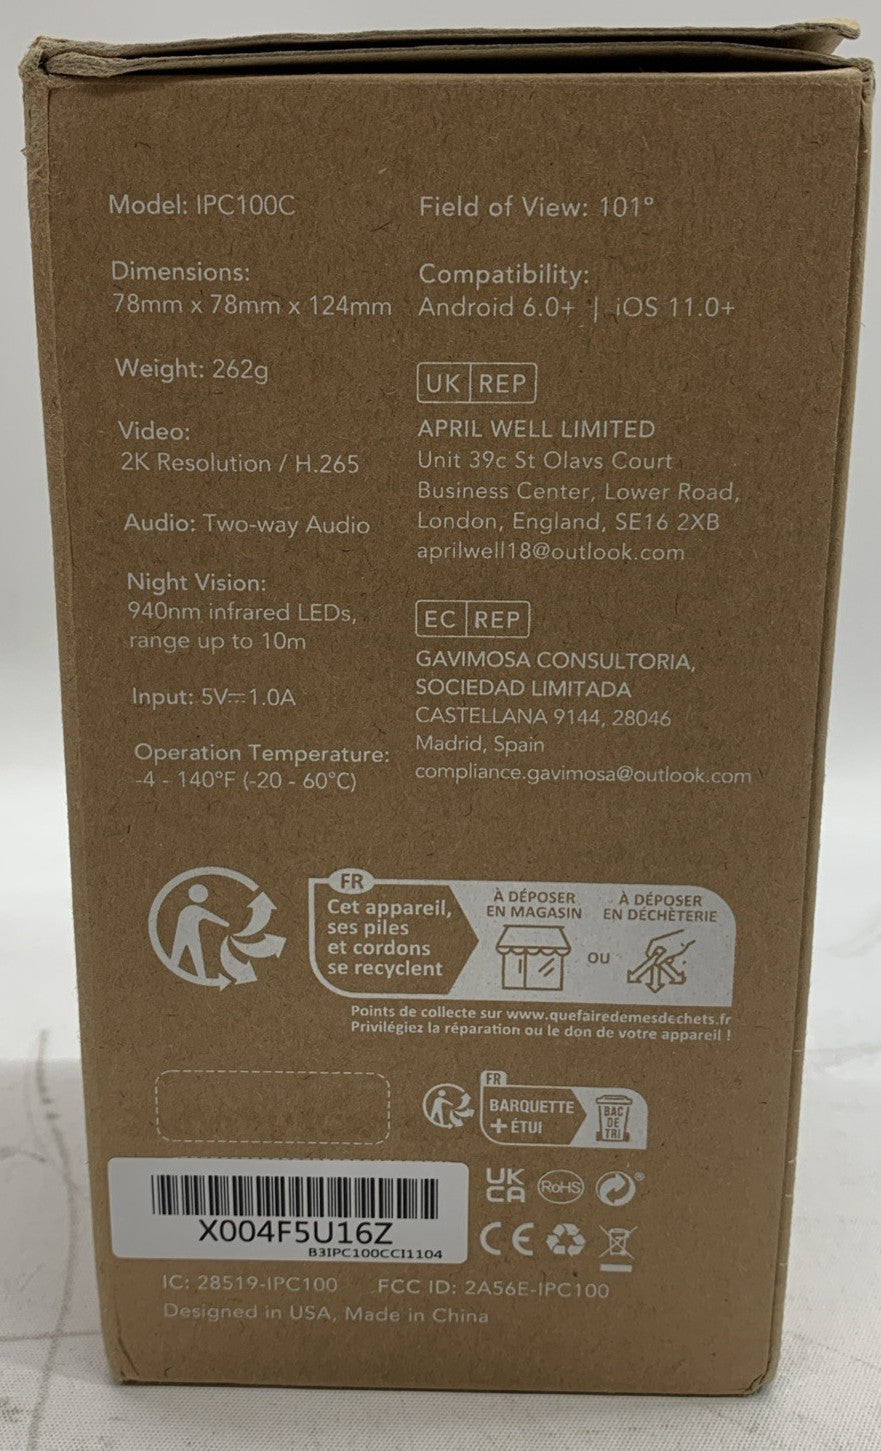 Model: IPC100C
Dimensions:
78mm x 78mm x 124mm
Weight: 262g
Video:
2K Resolution / H.265
Audio: Two-way Audio
Night Vision:
940nm infrared LEDs,
range up to 10m
Input: 5V⎓1.0A
Operation Temperature:
-4 - 140°F (-20 - 60°C)
Field of View: 101°
Compatibility:
Android 6.0+ | iOS 11.0+
UK REP
APRIL WELL LIMITED
Unit 39c St Olavs Court
Business Center, Lower Road,
London, England, SE16 2XB
aprilwell18@outlook.com
EC REP
GAVIMOSA CONSULTORIA,
SOCIEDAD LIMITADA
CASTELLANA 9144, 28046
Madrid, Spain
compliance.gavimosa@outlook.com
FR
Cet appareil,
ses piles
et cordons
se recyclent
À DÉPOSER
EN MAGASIN
OU
À DÉPOSER
EN DÉCHÈTERIE
Points de collecte sur www.quefairedemesdechets.fr
Privilégiez la réparation ou le don de votre appareil !
FR
BARQUETTE
+ ÉTUI
BAC
DE
TRI
X004F5U16Z
B3IPC100CCI1104
UK
CA
RoHS
®
CE
IC: 28519-IPC100 FCC ID: 2A56E-IPC100
Designed in USA, Made in China